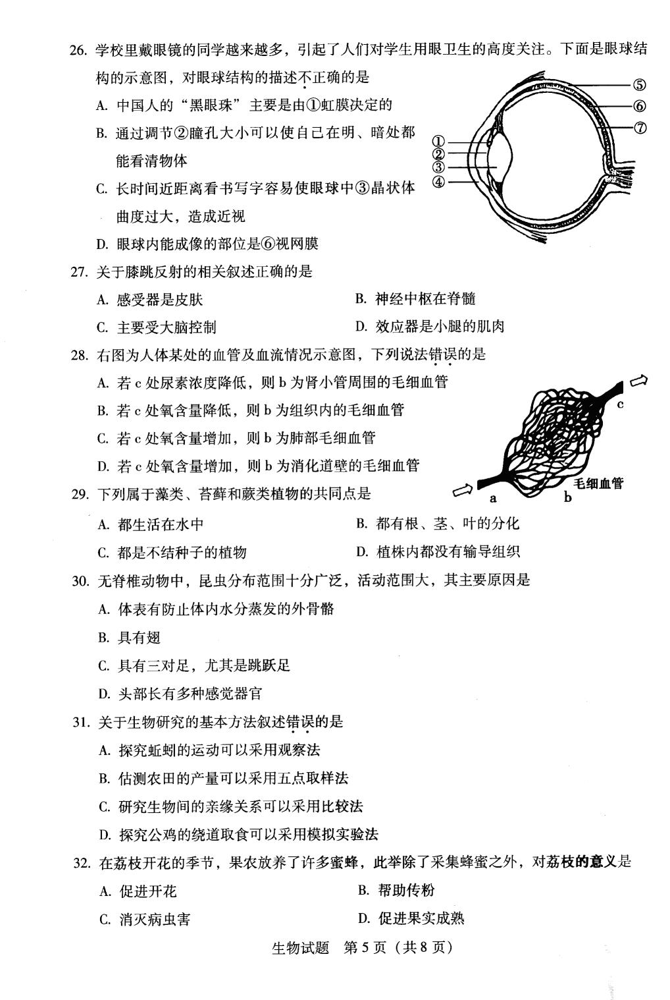 26. 学校里戴眼镜的同学越来越多，引起了人们对学生用眼卫生的高度关注。下面是眼球结
构的示意图，对眼球结构的描述不正确的是
A. 中国人的“黑眼珠”主要是由①虹膜决定的
B. 通过调节②瞳孔大小可以使自己在明、暗处都
能看清物体
C. 长时间近距离看书写字容易使眼球中③晶状体
曲度过大，造成近视
D. 眼球内能成像的部位是⑥视网膜
①
②
③
④
⑤
⑥
⑦
27. 关于膝跳反射的相关叙述正确的是
A. 感受器是皮肤 B. 神经中枢在脊髓
C. 主要受大脑控制 D. 效应器是小腿的肌肉
28. 右图为人体某处的血管及血流情况示意图，下列说法错误的是
A. 若 c 处尿素浓度降低，则 b 为肾小管周围的毛细血管
B. 若 c 处氧含量降低，则 b 为组织内的毛细血管
C. 若 c 处氧含量增加，则 b 为肺部毛细血管
D. 若 c 处氧含量增加，则 b 为消化道壁的毛细血管
c
毛细血管
a b
29. 下列属于藻类、苔藓和蕨类植物的共同点是
A. 都生活在水中 B. 都有根、茎、叶的分化
C. 都是不结种子的植物 D. 植株内都没有输导组织
30. 无脊椎动物中，昆虫分布范围十分广泛，活动范围大，其主要原因是
A. 体表有防止体内水分蒸发的外骨骼
B. 具有翅
C. 具有三对足，尤其是跳跃足
D. 头部长有多种感觉器官
31. 关于生物研究的基本方法叙述错误的是
A. 探究蚯蚓的运动可以采用观察法
B. 估测农田的产量可以采用五点取样法
C. 研究生物间的亲缘关系可以采用比较法
D. 探究公鸡的绕道取食可以采用模拟实验法
32. 在荔枝开花的季节，果农放养了许多蜜蜂，此举除了采集蜂蜜之外，对荔枝的意义是
A. 促进开花 B. 帮助传粉
C. 消灭病虫害 D. 促进果实成熟
生物试题 第 5 页（共 8 页）